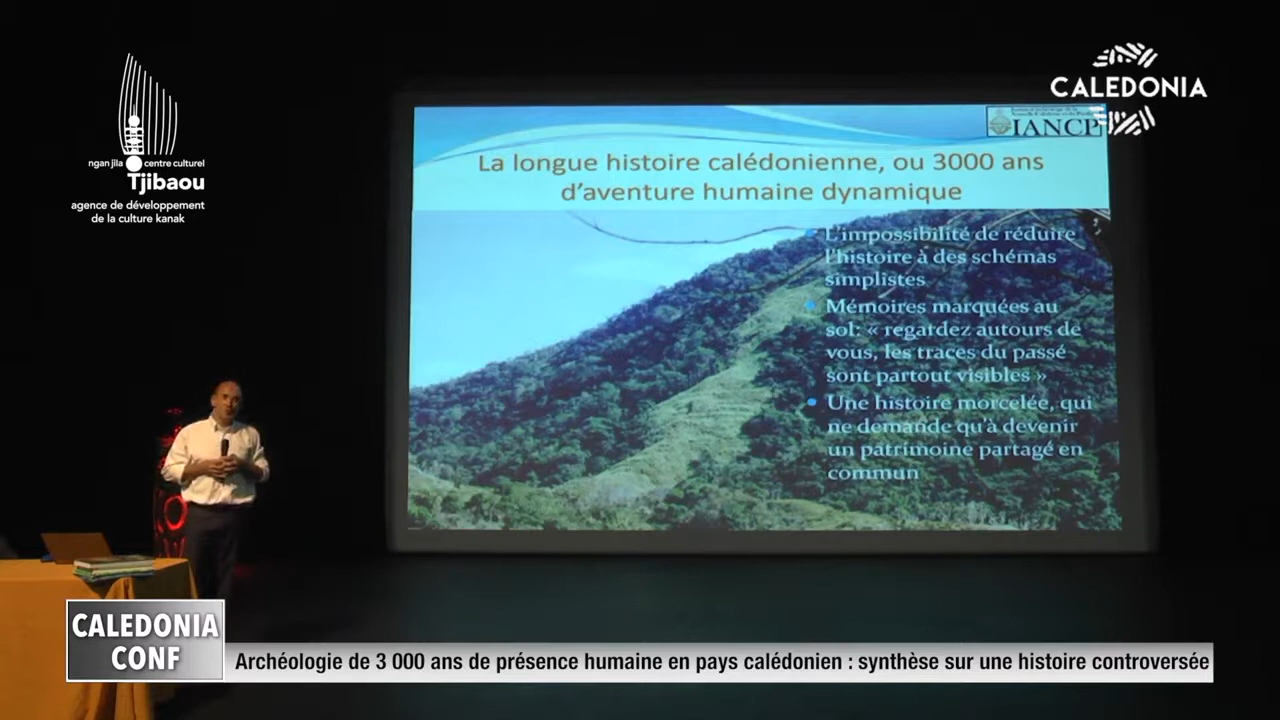 ngan jila centre culturel
Tjibaou
agence de développement
de la culture kanak
CALEDONIA
IANCP
La longue histoire calédonienne, ou 3000 ans
d’aventure humaine dynamique
L’impossibilité de réduire
l’histoire à des schémas
simplistes
Mémoires marquées au
sol: « regardez autours de
vous, les traces du passé
sont partout visibles »
Une histoire morcelée, qui
ne demande qu’à devenir
un patrimoine partagé en
commun
CALEDONIA
CONF
Archéologie de 3 000 ans de présence humaine en pays calédonien : synthèse sur une histoire controversée